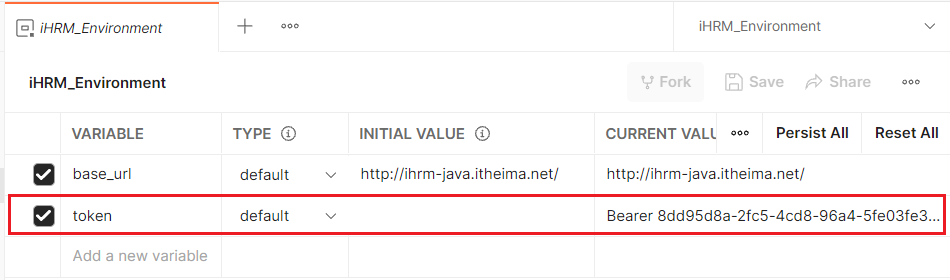 iHRM_Environment
iHRM_Environment
iHRM_Environment
Fork
Save
Share
VARIABLE TYPE INITIAL VALUE CURRENT VALU Persist All Reset All
base_url default http://ihrm-java.itheima.net/ http://ihrm-java.itheima.net/
token default Bearer 8dd95d8a-2fc5-4cd8-96a4-5fe03fe3...
Add a new variable